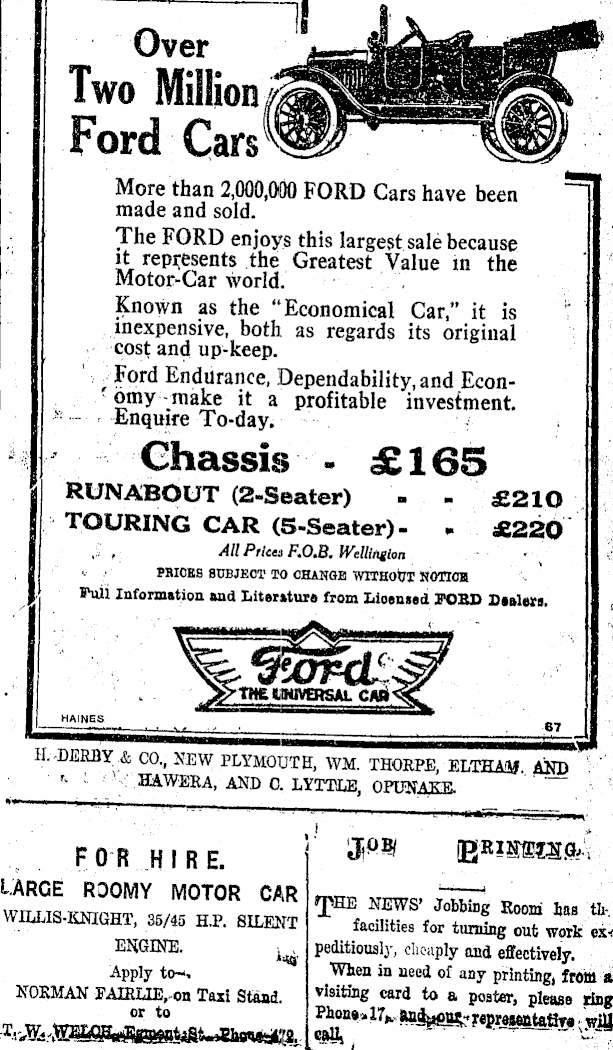 Over
Two Million
Ford Cars
More than 2,000,000 FORD Cars have been
made and sold.
The FORD enjoys this largest sale because
it represents the Greatest Value in the
Motor-Car world.
Known as the "Economical Car," it is
inexpensive, both as regards its original
cost and up-keep.
Ford Endurance, Dependability, and Econ-
omy make it a profitable investment.
Enquire To-day.
Chassis - £165
RUNABOUT (2-Seater) - - £210
TOURING CAR (5-Seater) - - £220
All Prices F.O.B. Wellington
PRICES SUBJECT TO CHANGE WITHOUT NOTICE
Full Information and Literature from Licensed FORD Dealers.
Ford
THE UNIVERSAL CAR
HAINES 67
H. DERBY & CO., NEW PLYMOUTH, WM. THORPE, ELTHAM. AND
HAWERA, AND C. LYTTLE, OPUNAKE.
FOR HIRE.
LARGE ROOMY MOTOR CAR
WILLIS-KNIGHT, 35/45 H.P. SILENT
ENGINE.
Apply to—
NORMAN FAIRLIE, on Taxi Stand.
or to
T. W. WELCH, Egmont St. Phone 472
JOB PRINTING.
THE NEWS' Jobbing Room has the
facilities for turning out work ex-
peditiously, cheaply and effectively.
When in need of any printing, from a
visiting card to a poster, please ring
Phone 17, and our representative will
call.